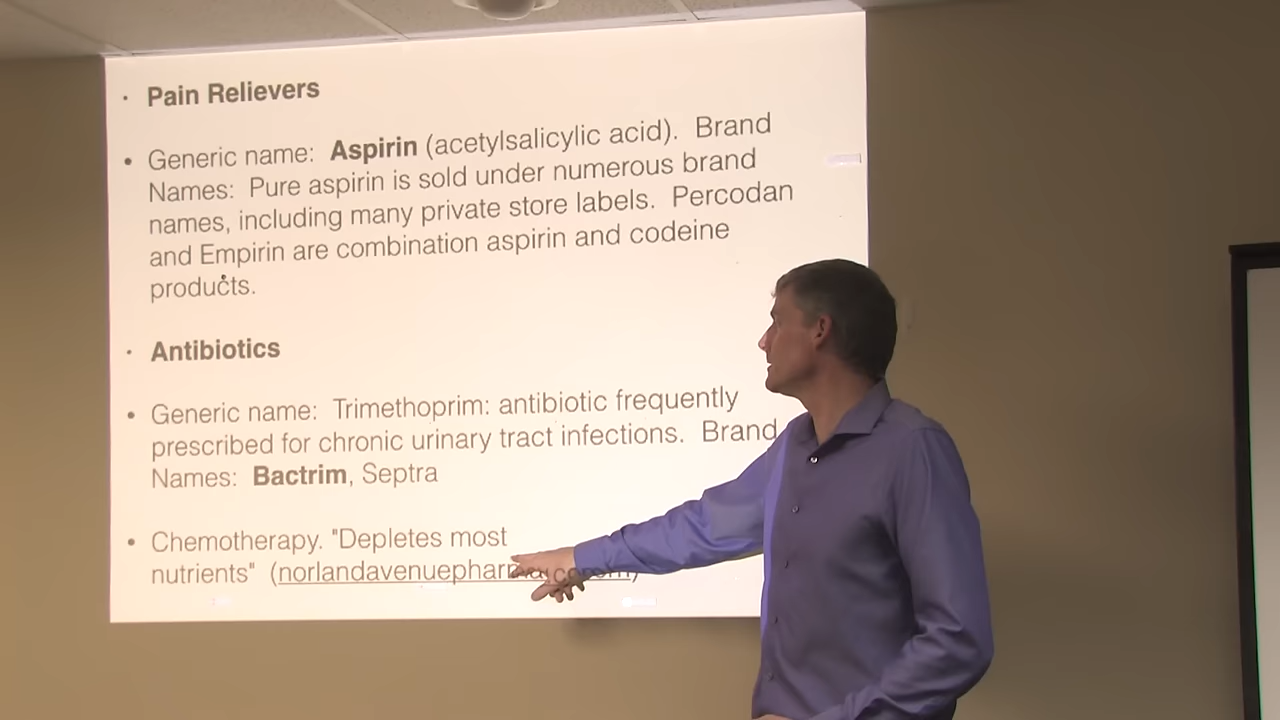 · Pain Relievers
• Generic name: Aspirin (acetylsalicylic acid). Brand
Names: Pure aspirin is sold under numerous brand
names, including many private store labels. Percodan
and Empirin are combination aspirin and codeine
products.
· Antibiotics
• Generic name: Trimethoprim: antibiotic frequently
prescribed for chronic urinary tract infections. Brand
Names: Bactrim, Septra
• Chemotherapy. "Depletes most
nutrients" (